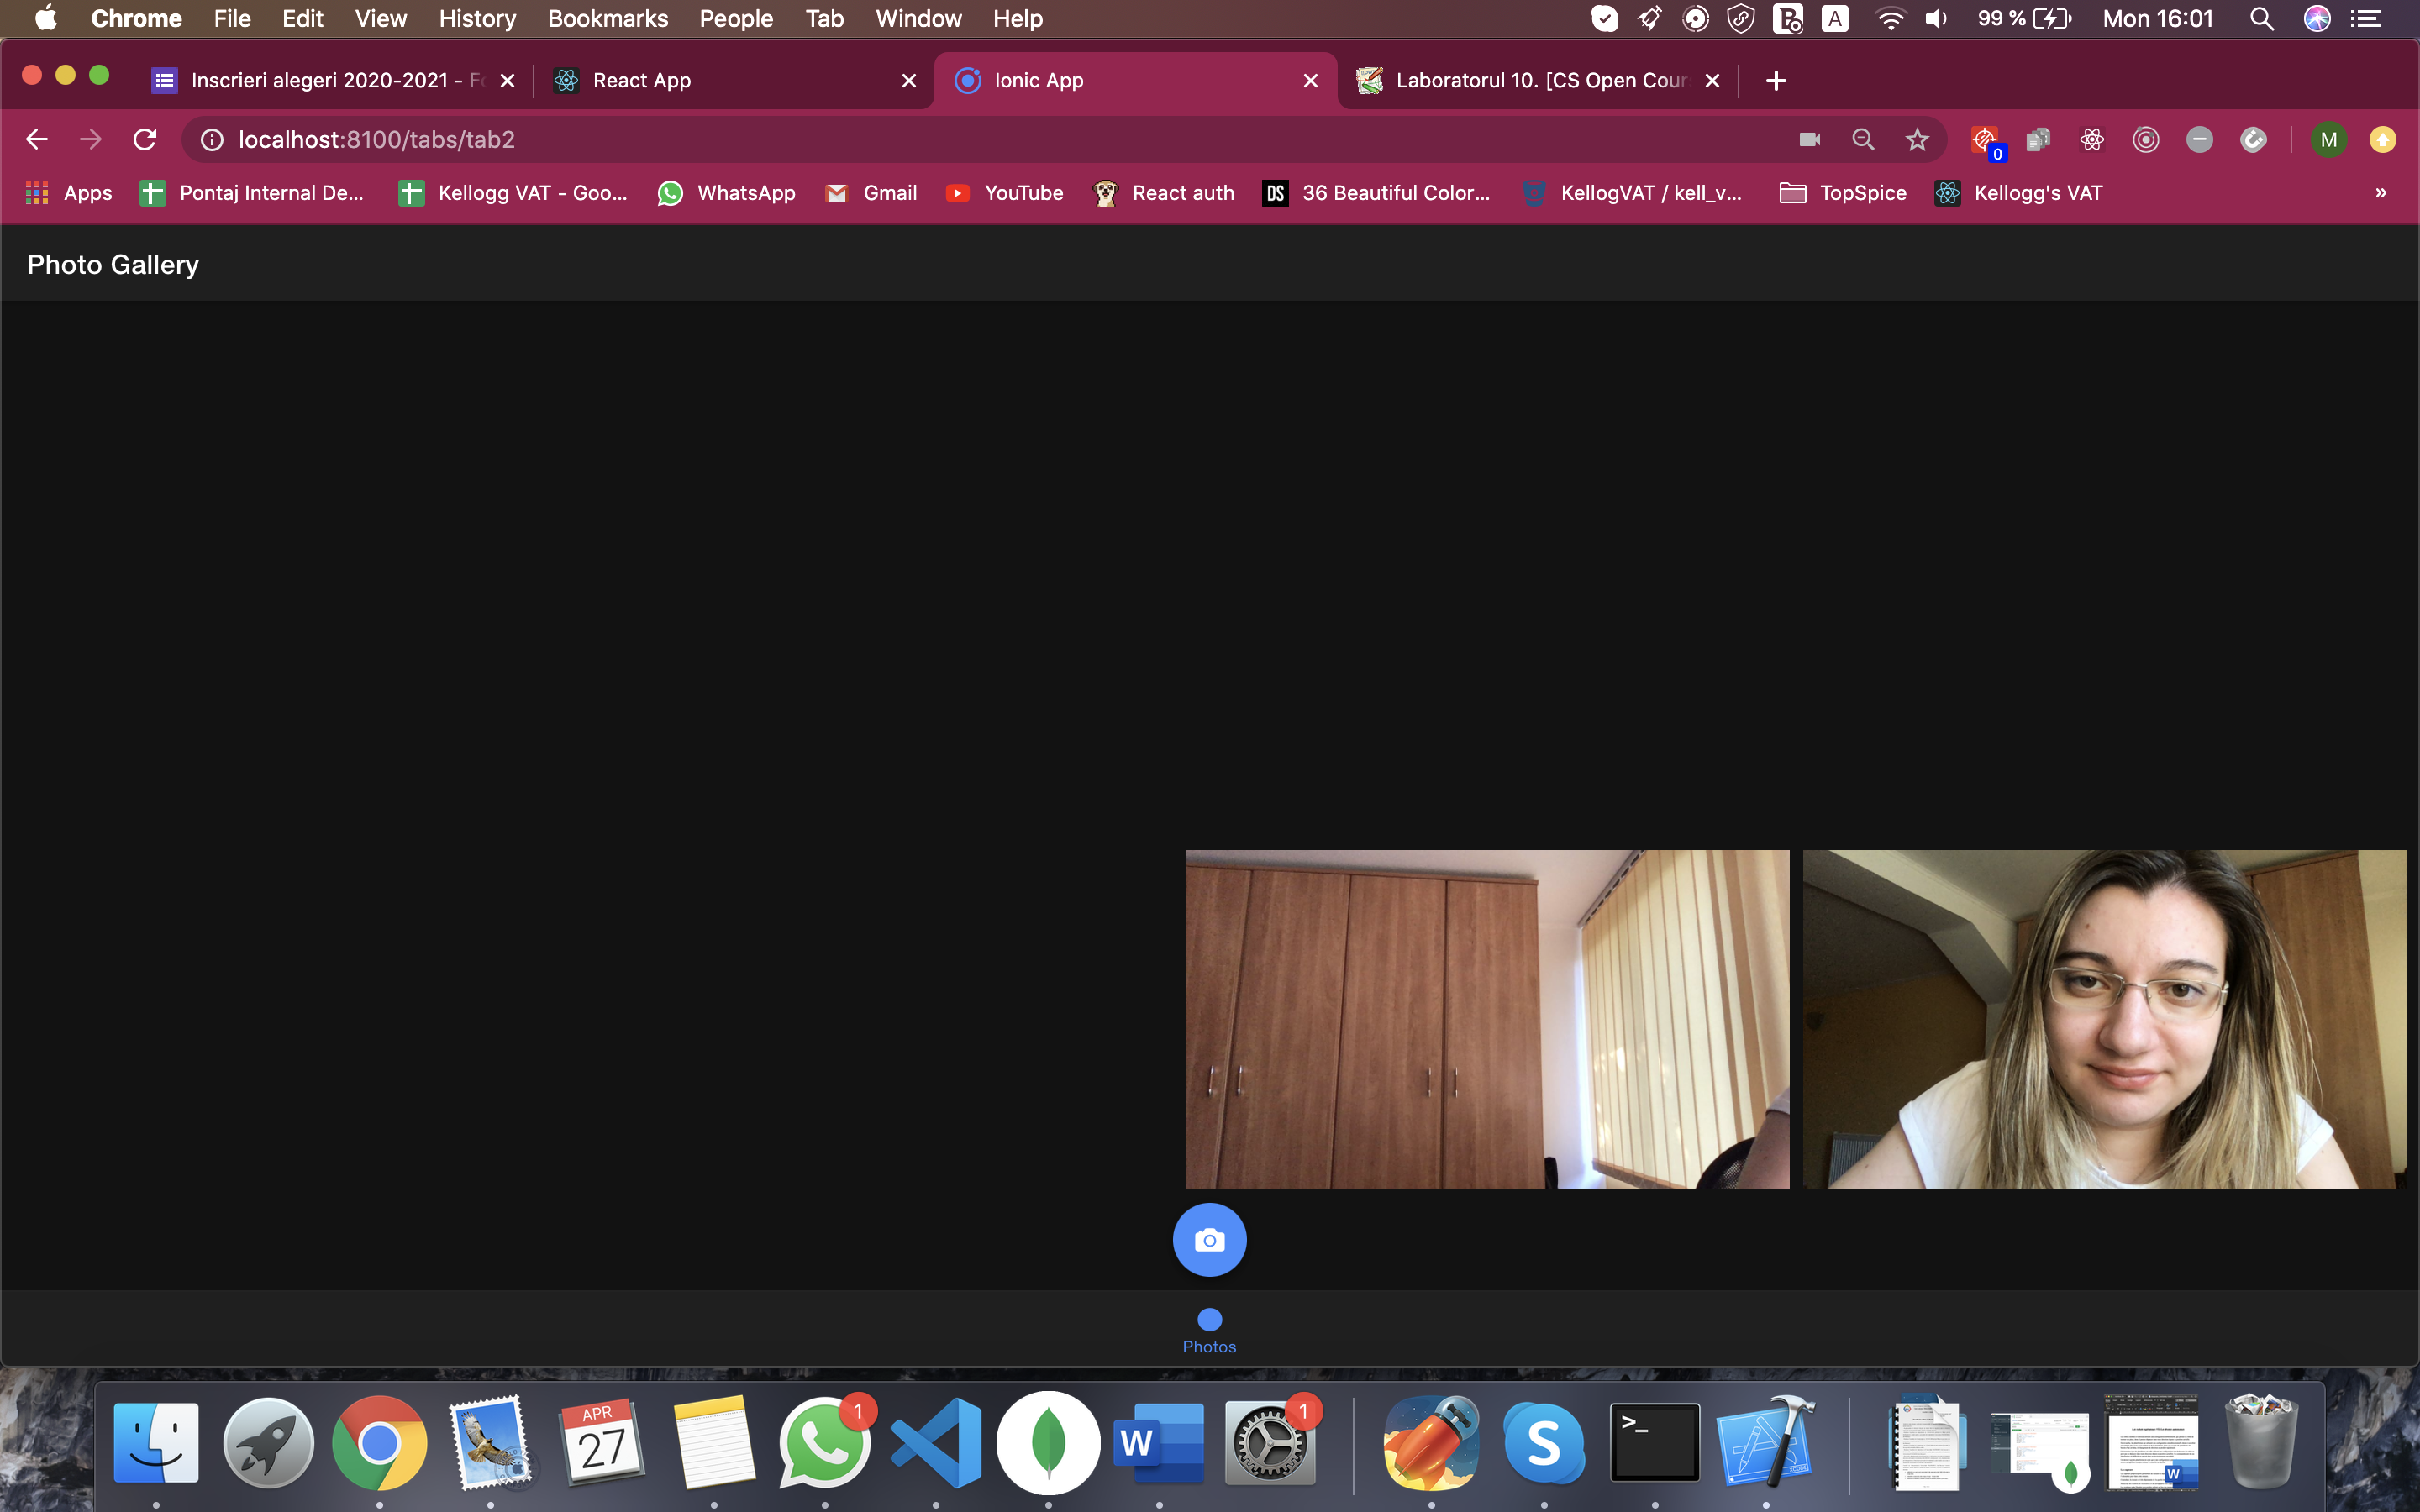 Chrome File Edit View History Bookmarks People Tab Window Help A 99 % Mon 16:01
Inscrieri alegeri 2020-2021 - Fo React App Ionic App Laboratorul 10. [CS Open Cour
localhost:8100/tabs/tab2 0 M
Apps Pontaj Internal De... Kellogg VAT - Goo... WhatsApp Gmail YouTube React auth DS 36 Beautiful Color... KellogVAT / kell_v... TopSpice Kellogg's VAT »
Photo Gallery
Photos
APR
27
1
W
1
S
>_
W